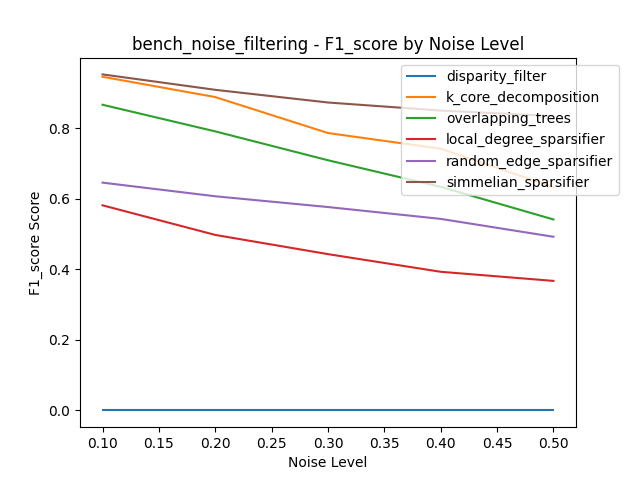 bench_noise_filtering - F1_score by Noise Level
disparity_filter
k_core_decomposition
overlapping_trees
local_degree_sparsifier
random_edge_sparsifier
simmelian_sparsifier
F1_score Score
0.8
0.6
0.4
0.2
0.0
0.10 0.15 0.20 0.25 0.30 0.35 0.40 0.45 0.50
Noise Level